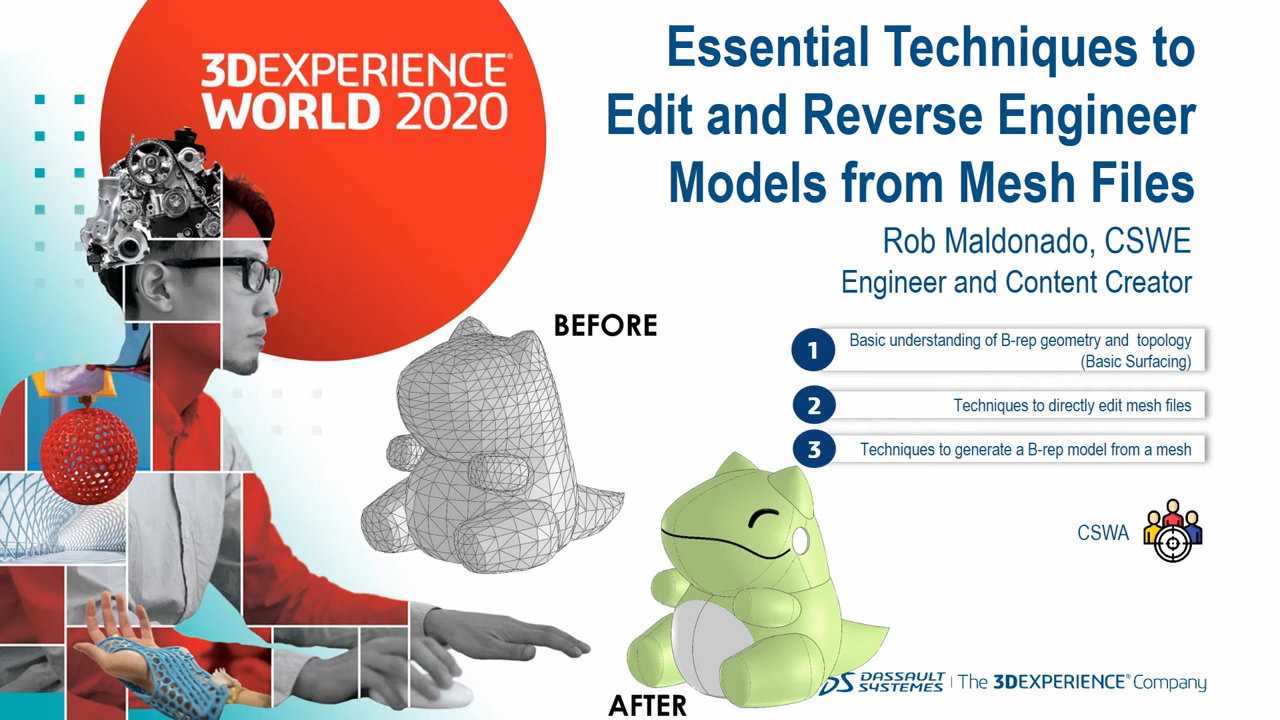 3DEXPERIENCE®
WORLD 2020
Essential Techniques to
Edit and Reverse Engineer
Models from Mesh Files
Rob Maldonado, CSWE
Engineer and Content Creator
BEFORE
1
Basic understanding of B-rep geometry and topology
(Basic Surfacing)
2
Techniques to directly edit mesh files
3
Techniques to generate a B-rep model from a mesh
CSWA
AFTER
DASSAULT
SYSTEMES
The 3DEXPERIENCE® Company